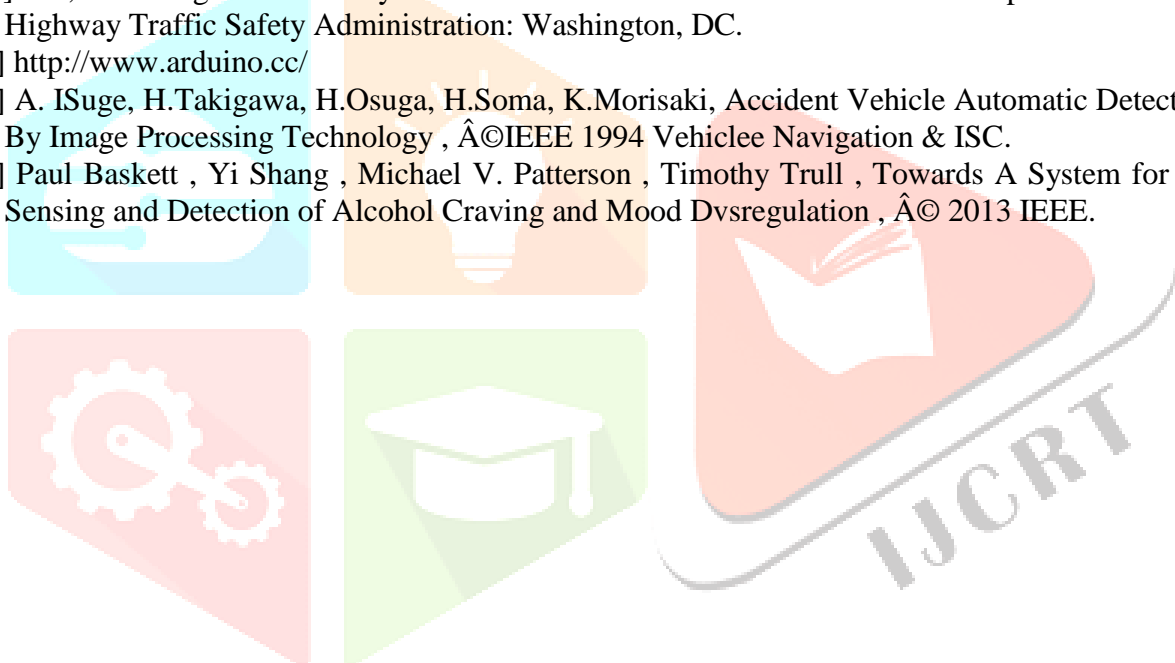 Highway Traffic Safety Administration: Washington, DC.
] http://www.arduino.cc/
] A. ISuge, H.Takigawa, H.Osuga, H.Soma, K.Morisaki, Accident Vehicle Automatic Detect
By Image Processing Technology , Â©IEEE 1994 Vehiclee Navigation & ISC.
] Paul Baskett , Yi Shang , Michael V. Patterson , Timothy Trull , Towards A System for
Sensing and Detection of Alcohol Craving and Mood Dvsregulation , Â© 2013 IEEE.
IJCRT